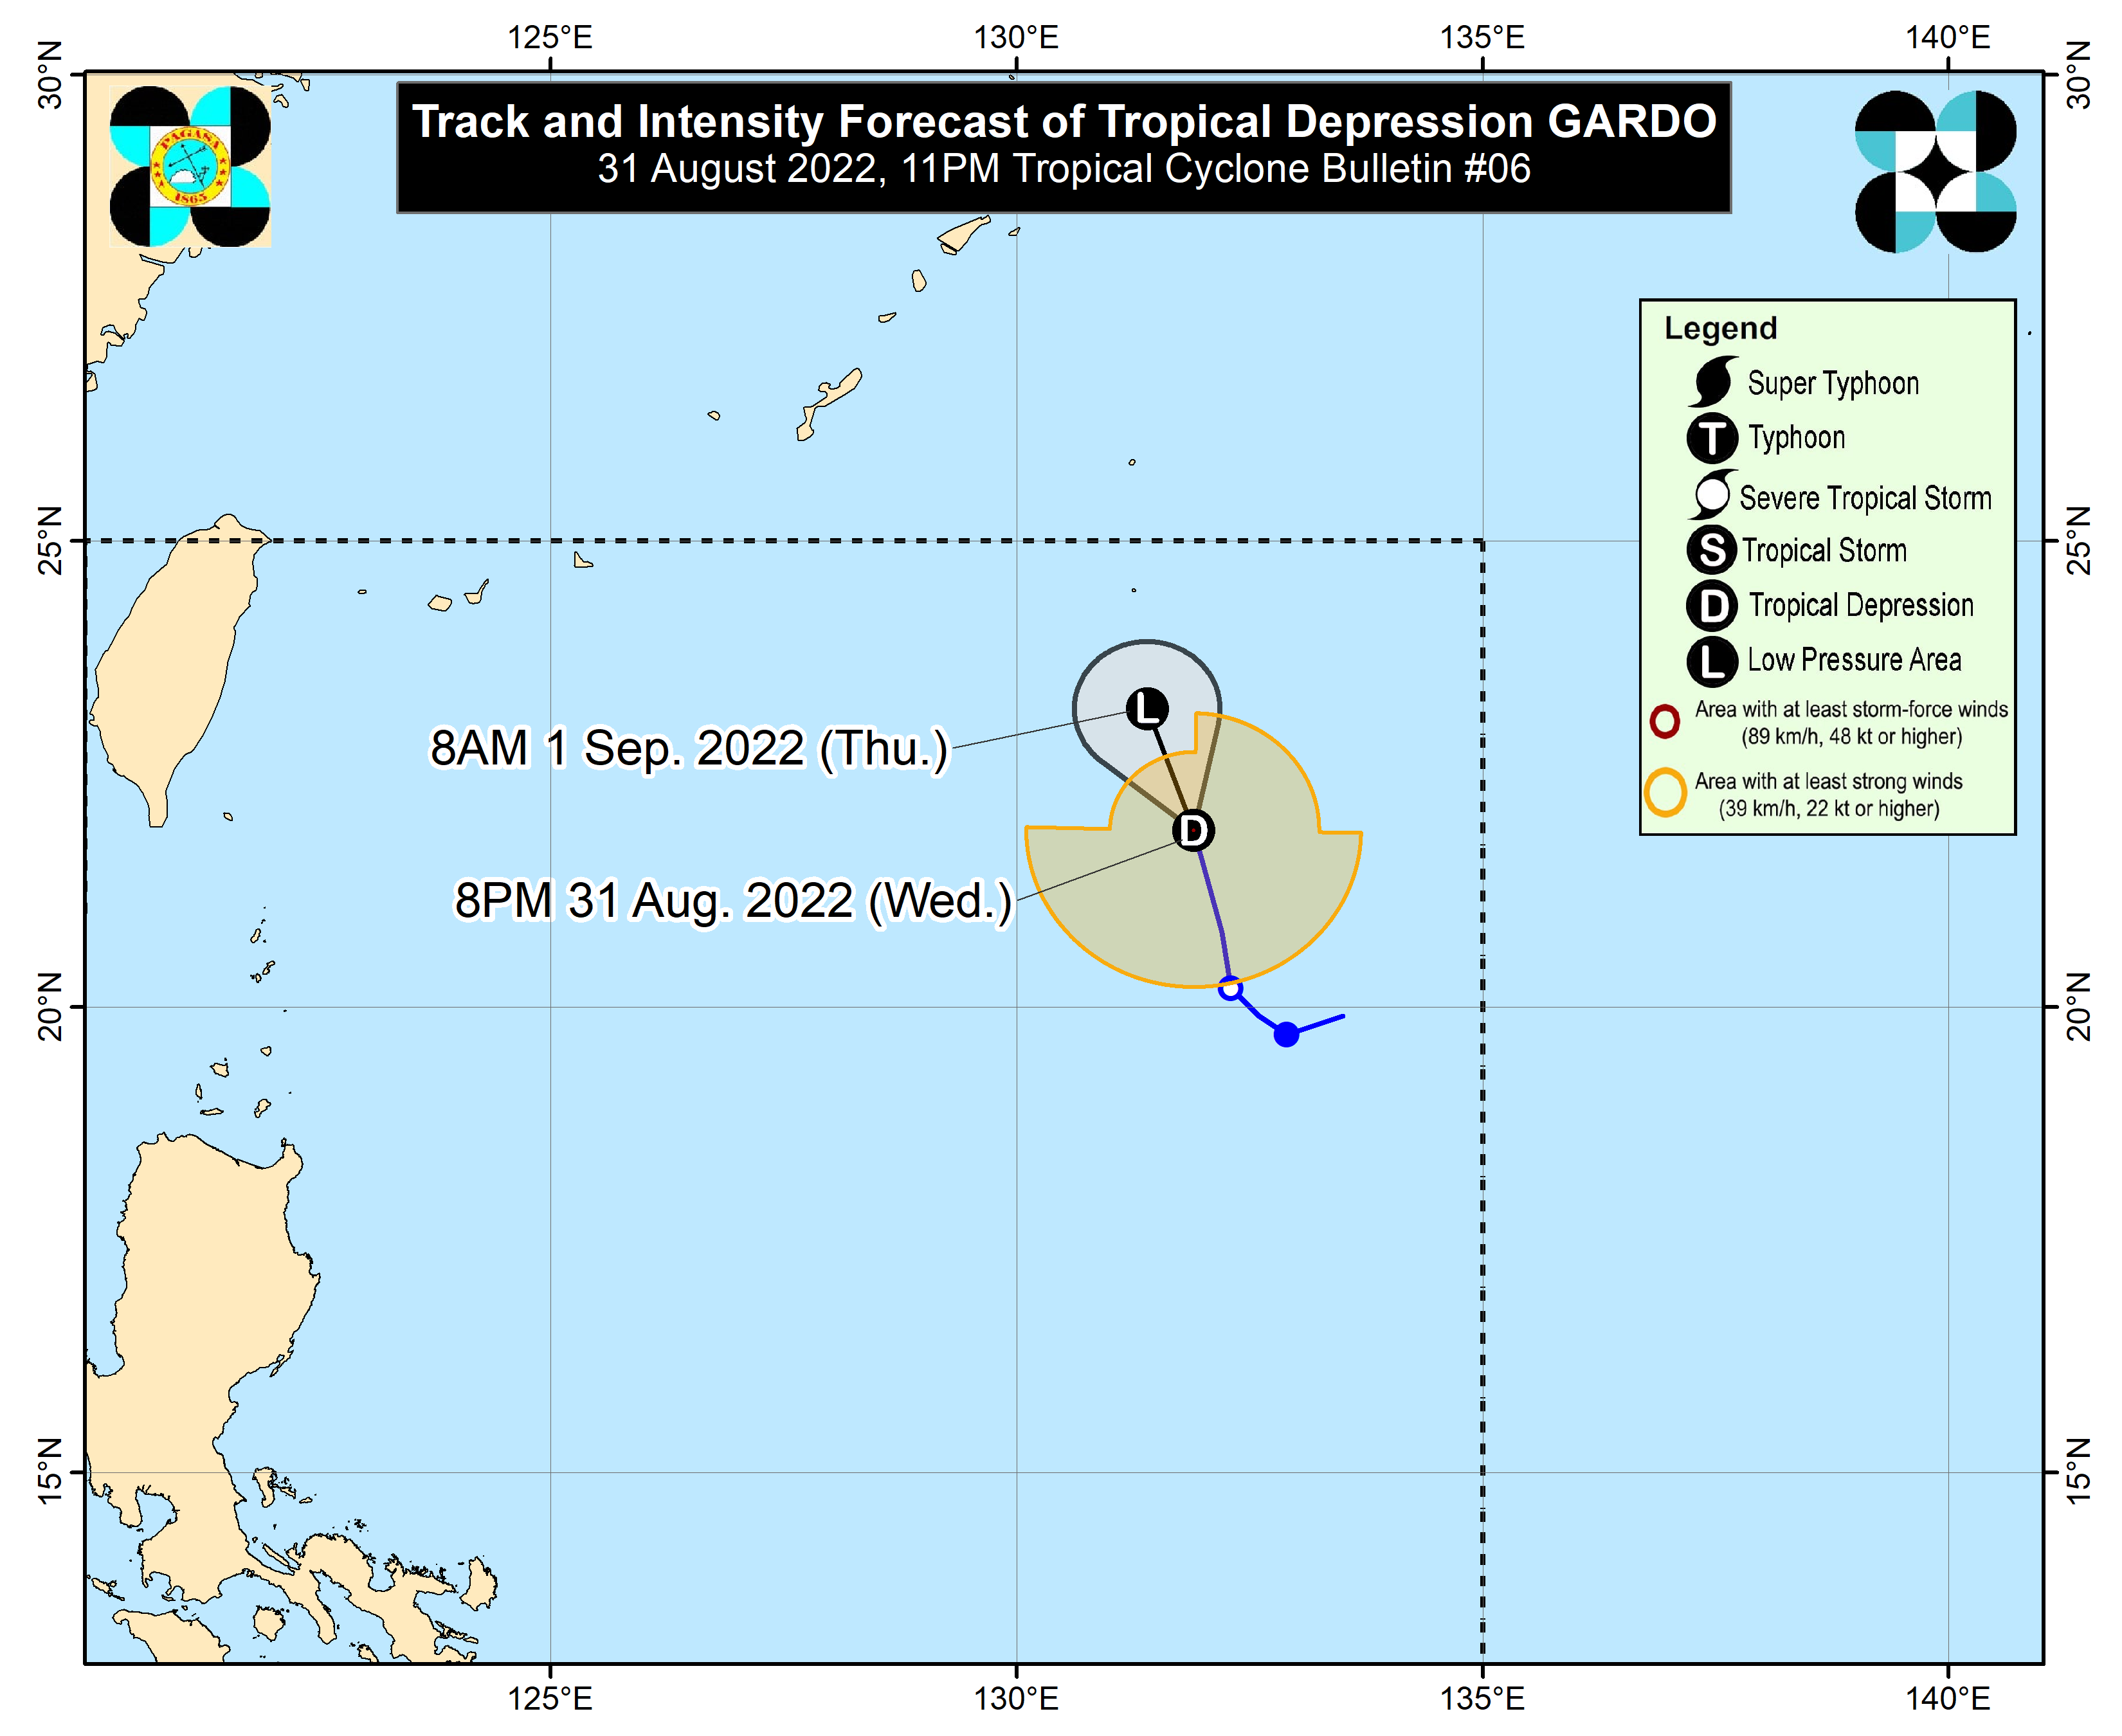 125°E
130°E
135°E
140°E
30°N
30°N
Track and Intensity Forecast of Tropical Depression GARDO
31 August 2022, 11PM Tropical Cyclone Bulletin #06
PAGASA
1865
Legend
Super Typhoon
T Typhoon
Severe Tropical Storm
S Tropical Storm
D Tropical Depression
L Low Pressure Area
Area with at least storm-force winds
(89 km/h, 48 kt or higher)
Area with at least strong winds
(39 km/h, 22 kt or higher)
25°N
25°N
L
8AM 1 Sep. 2022 (Thu.)
D
8PM 31 Aug. 2022 (Wed.)
20°N
20°N
15°N
15°N
125°E
130°E
135°E
140°E